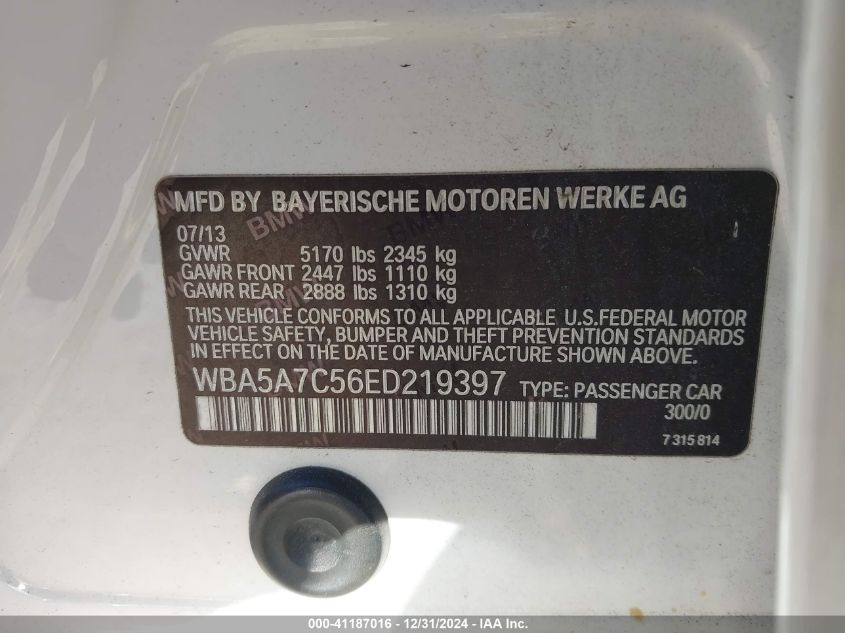 MFD BY BAYERISCHE MOTOREN WERKE AG
07/13
GVWR 5170 lbs 2345 kg
GAWR FRONT 2447 lbs 1110 kg
GAWR REAR 2888 lbs 1310 kg
THIS VEHICLE CONFORMS TO ALL APPLICABLE U.S.FEDERAL MOTOR
VEHICLE SAFETY, BUMPER AND THEFT PREVENTION STANDARDS
IN EFFECT ON THE DATE OF MANUFACTURE SHOWN ABOVE.
WBA5A7C56ED219397 TYPE: PASSENGER CAR
300/0
7 315 814
000-41187016 - 12/31/2024 - IAA Inc.